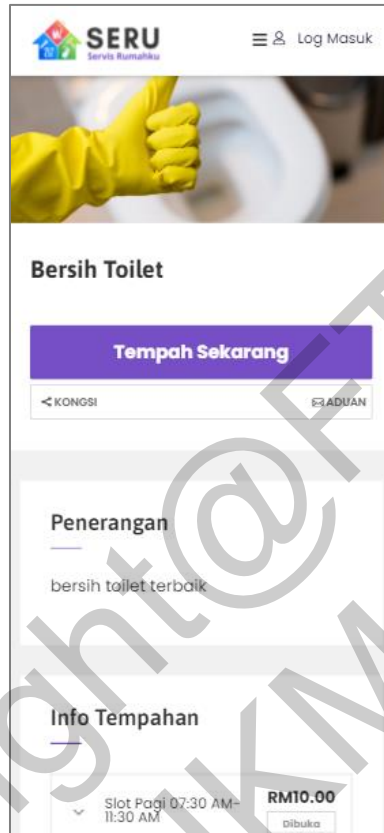 SERU
Servis Rumahku
Log Masuk
Bersih Toilet
Tempah Sekarang
KONGSI
ADUAN
Penerangan
bersih toilet terbaik
Info Tempahan
Slot Pagi 07:30 AM-
11:30 AM
RM10.00
Dibuka